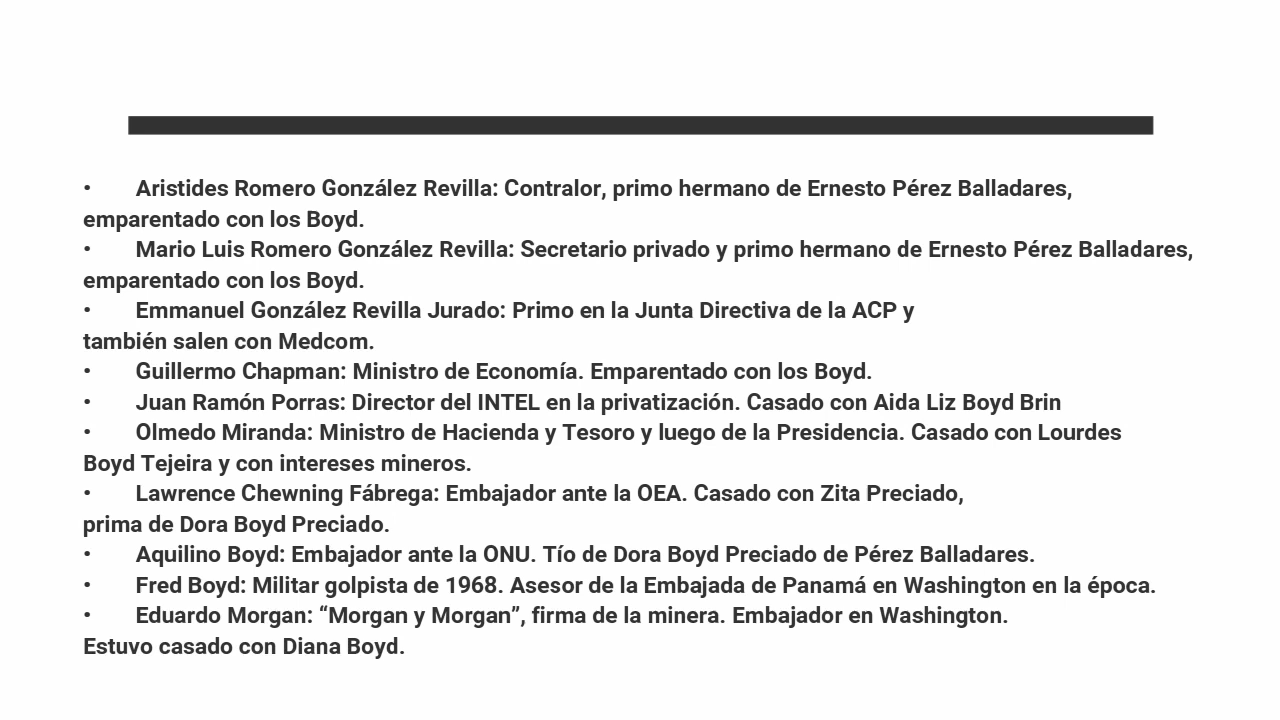 • Aristides Romero González Revilla: Contralor, primo hermano de Ernesto Pérez Balladares,
emparentado con los Boyd.
• Mario Luis Romero González Revilla: Secretario privado y primo hermano de Ernesto Pérez Balladares,
emparentado con los Boyd.
• Emmanuel González Revilla Jurado: Primo en la Junta Directiva de la ACP y
también salen con Medcom.
• Guillermo Chapman: Ministro de Economía. Emparentado con los Boyd.
• Juan Ramón Porras: Director del INTEL en la privatización. Casado con Aida Liz Boyd Brin
• Olmedo Miranda: Ministro de Hacienda y Tesoro y luego de la Presidencia. Casado con Lourdes
Boyd Tejeira y con intereses mineros.
• Lawrence Chewning Fábrega: Embajador ante la OEA. Casado con Zita Preciado,
prima de Dora Boyd Preciado.
• Aquilino Boyd: Embajador ante la ONU. Tío de Dora Boyd Preciado de Pérez Balladares.
• Fred Boyd: Militar golpista de 1968. Asesor de la Embajada de Panamá en Washington en la época.
• Eduardo Morgan: “Morgan y Morgan”, firma de la minera. Embajador en Washington.
Estuvo casado con Diana Boyd.